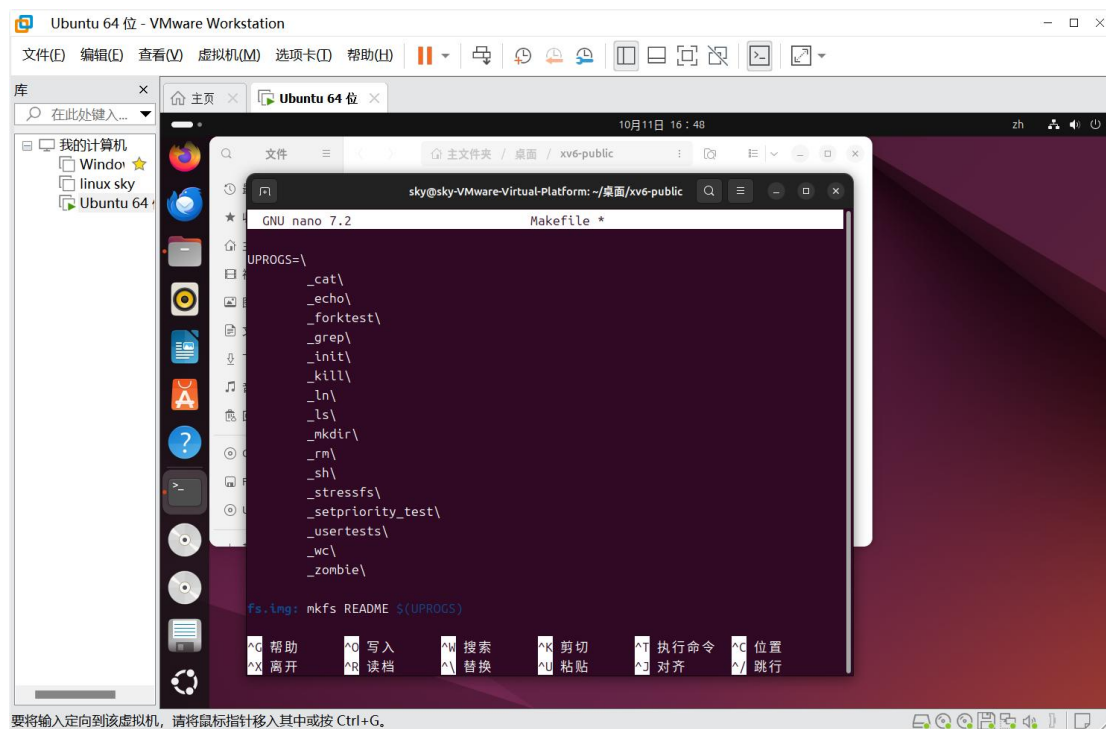 Ubuntu 64 位 - VMware Workstation
文件(F) 编辑(E) 查看(V) 虚拟机(M) 选项卡(T) 帮助(H)
库
主页
Ubuntu 64 位
在此处键入...
10月11日 16：48
zh
我的计算机
Windo
linux sky
Ubuntu 64
文件
主文件夹 / 桌面 / xv6-public
sky@sky-VMware-Virtual-Platform: ~/桌面/xv6-public
GNU nano 7.2 Makefile *
UPROGS=\
_cat\
_echo\
_forktest\
_grep\
_init\
_kill\
_ln\
_ls\
_mkdir\
_rm\
_sh\
_stressfs\
_setpriority_test\
_usertests\
_wc\
_zombie\
fs.img: mkfs README $(UPROGS)
^G 帮助 ^O 写入 ^W 搜索 ^K 剪切 ^T 执行命令 ^C 位置
^X 离开 ^R 读档 ^\ 替换 ^U 粘贴 ^J 对齐 ^/ 跳行
要将输入定向到该虚拟机，请将鼠标指针移入其中或按 Ctrl+G。